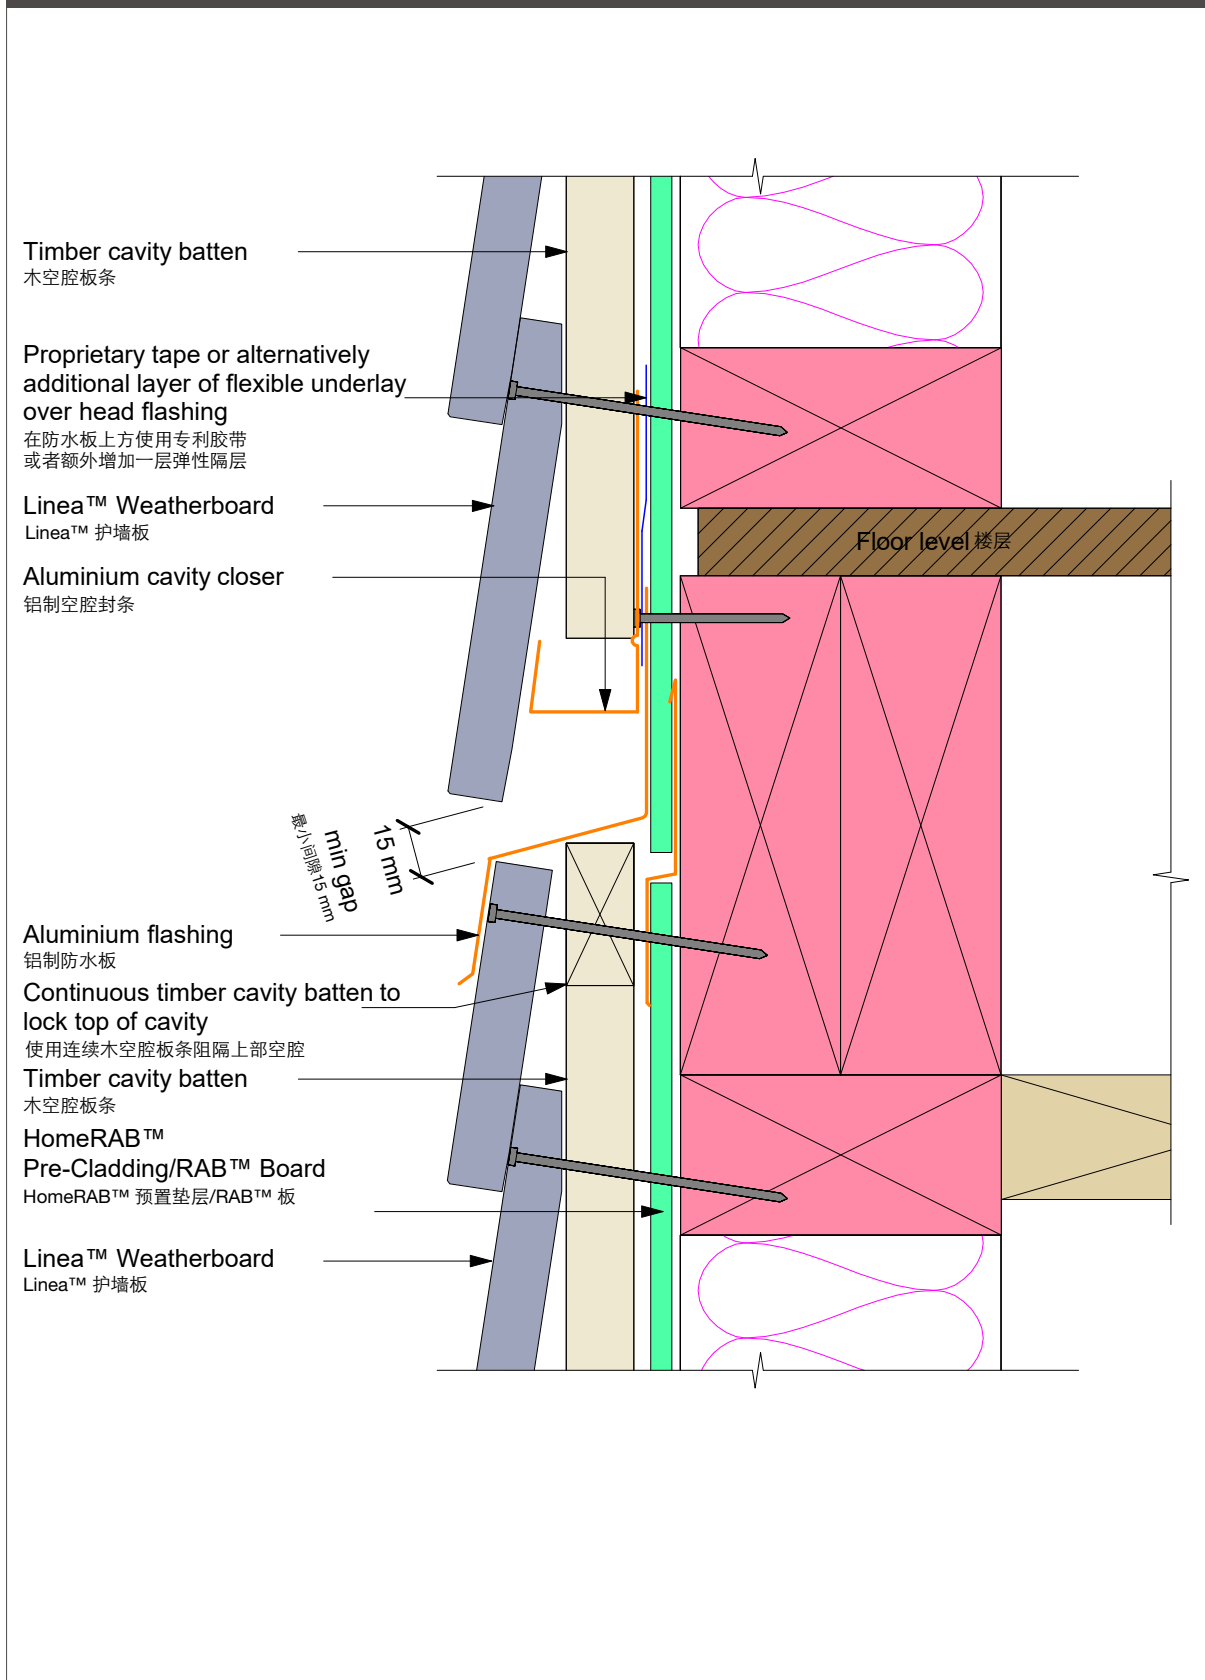 Timber cavity batten
木空腔板条
Proprietary tape or alternatively
additional layer of flexible underlay
over head flashing
在防水板上方使用专利胶带
或者额外增加一层弹性隔层
Linea™ Weatherboard
Linea™ 护墙板
Aluminium cavity closer
铝制空腔封条
Floor level 楼层
15 mm
min gap
最小间隙15 mm
Aluminium flashing
铝制防水板
Continuous timber cavity batten to
lock top of cavity
使用连续木空腔板条阻隔上部空腔
Timber cavity batten
木空腔板条
HomeRAB™
Pre-Cladding/RAB™ Board
HomeRAB™ 预置垫层/RAB™ 板
Linea™ Weatherboard
Linea™ 护墙板